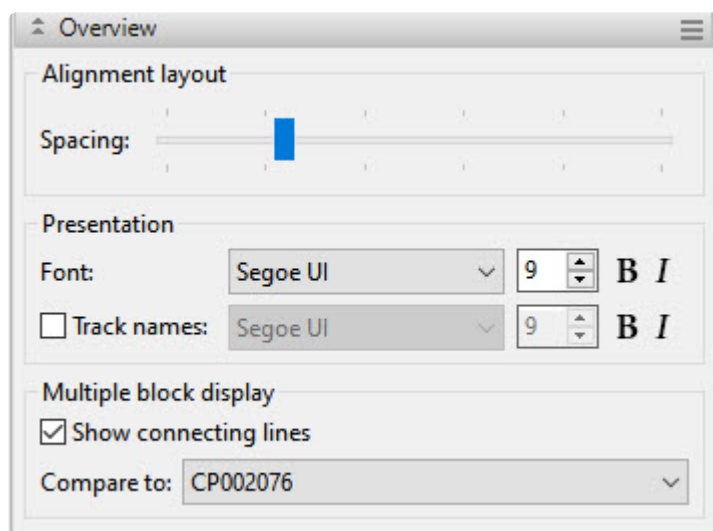 Overview
Alignment layout
Spacing:
Presentation
Font: Segoe UI 9 B I
Track names: Segoe UI 9 B I
Multiple block display
Show connecting lines
Compare to: CP002076